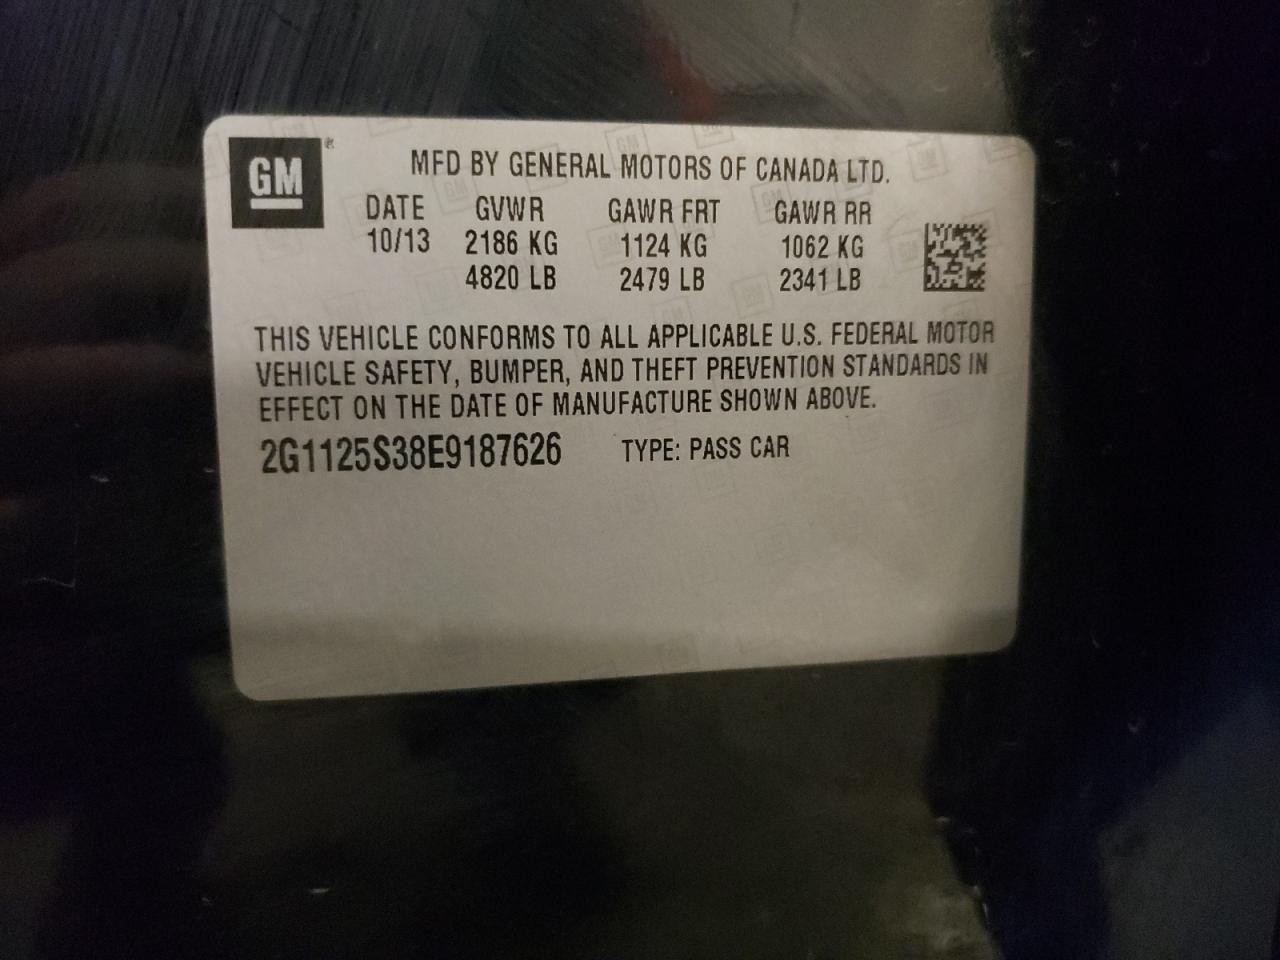 GM®
MFD BY GENERAL MOTORS OF CANADA LTD.
DATE GVWR GAWR FRT GAWR RR
10/13 2186 KG 1124 KG 1062 KG
4820 LB 2479 LB 2341 LB
THIS VEHICLE CONFORMS TO ALL APPLICABLE U.S. FEDERAL MOTOR
VEHICLE SAFETY, BUMPER, AND THEFT PREVENTION STANDARDS IN
EFFECT ON THE DATE OF MANUFACTURE SHOWN ABOVE.
2G1125S38E9187626 TYPE: PASS CAR